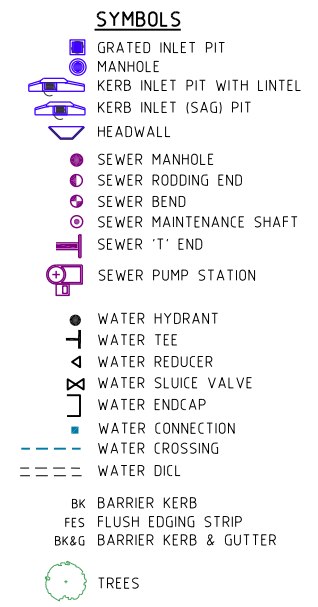 SYMBOLS
GRATED INLET PIT
MANHOLE
KERB INLET PIT WITH LINTEL
KERB INLET (SAG) PIT
HEADWALL
SEWER MANHOLE
SEWER RODDING END
SEWER BEND
SEWER MAINTENANCE SHAFT
SEWER 'T' END
SEWER PUMP STATION
WATER HYDRANT
WATER TEE
WATER REDUCER
WATER SLUICE VALVE
WATER ENDCAP
WATER CONNECTION
WATER CROSSING
WATER DICL
BK BARRIER KERB
FES FLUSH EDGING STRIP
BK&G BARRIER KERB & GUTTER
TREES